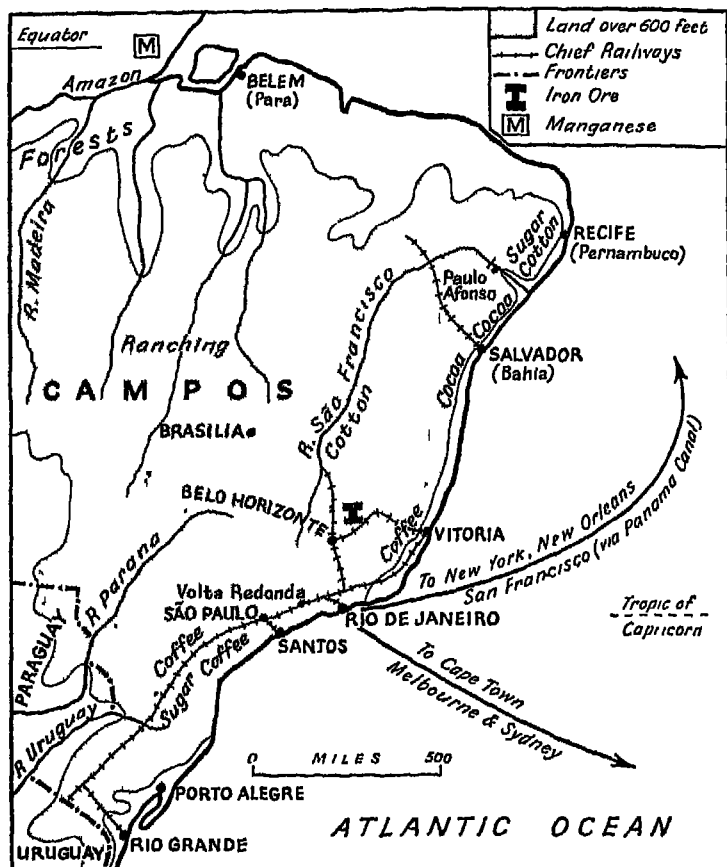 Land over 600 feet
Chief Railways
Frontiers
Iron Ore
M Manganese
Equator
M
Amazon
BELEM
(Para)
Forests
R. Madeira
RECIFE
(Pernambuco)
Sugar
Cotton
Paulo
Afonso
Cocoa
Cocoa
SALVADOR
(Bahia)
Ranching
CAMPOS
R. São Francisco
Cotton
BRASILIA
BELO HORIZONTE
Coffee
VITORIA
To New York, New Orleans
San Francisco (via Panama Canal)
R Parana
Volta Redonda
SÃO PAULO
RIO DE JANEIRO
SANTOS
Tropic of
Capricorn
PARAGUAY
Coffee
Sugar Coffee
To Cape Town
Melbourne & Sydney
R Uruguay
0 MILES 500
PORTO ALEGRE
URUGUAY
RIO GRANDE
ATLANTIC OCEAN